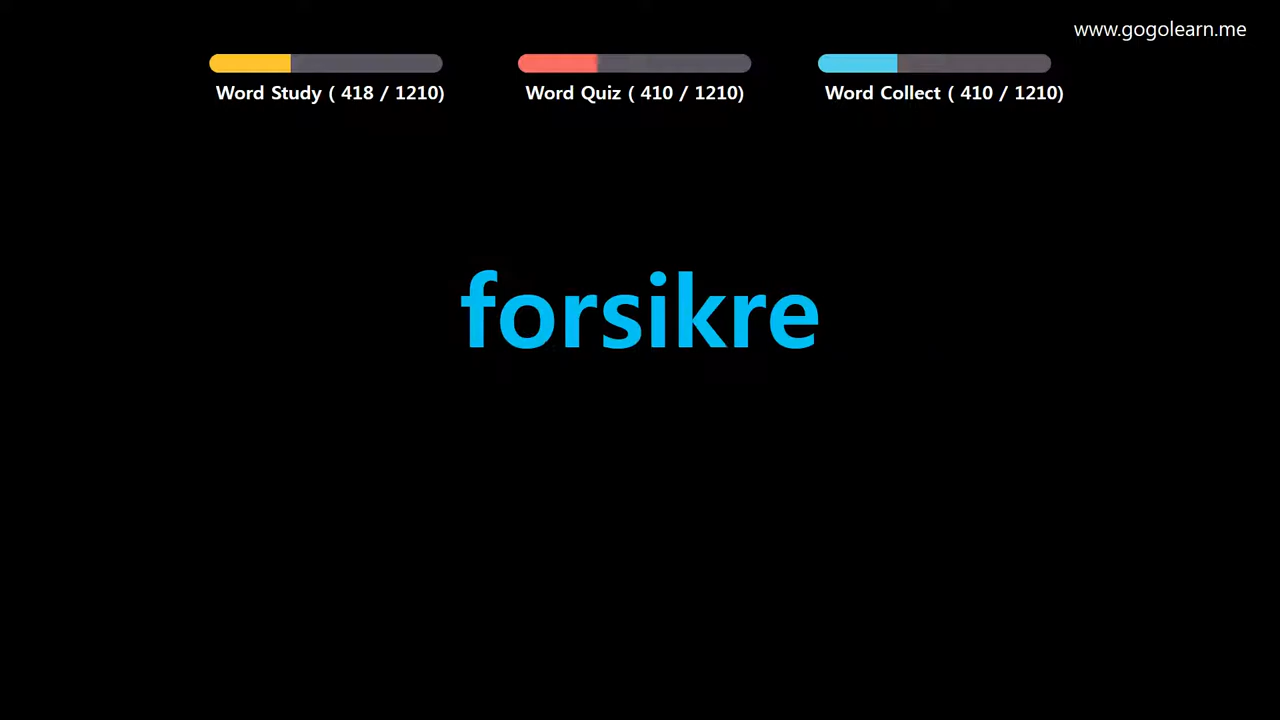 www.gogolearn.me
Word Study ( 418 / 1210)
Word Quiz ( 410 / 1210)
Word Collect ( 410 / 1210)
forsikre